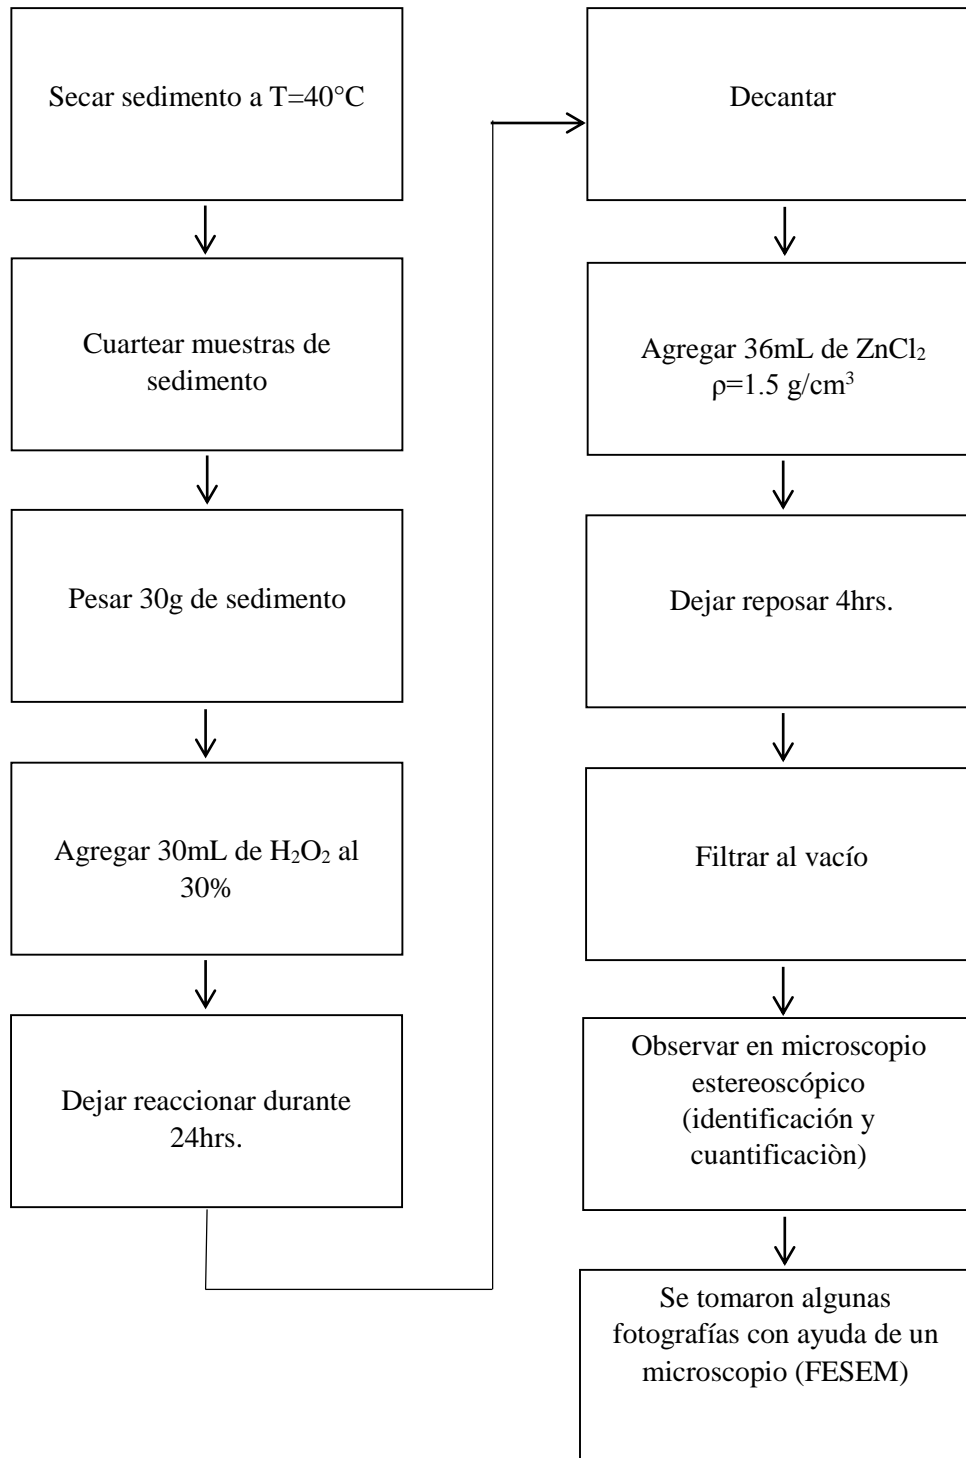 Secar sedimento a T=40°C
Cuartear muestras de
sedimento
Pesar 30g de sedimento
Agregar 30mL de H₂O₂ al
30%
Dejar reaccionar durante
24hrs.
Decantar
Agregar 36mL de ZnCl₂
ρ=1.5 g/cm³
Dejar reposar 4hrs.
Filtrar al vacío
Observar en microscopio
estereoscópico
(identificación y
cuantificaciòn)
Se tomaron algunas
fotografías con ayuda de un
microscopio (FESEM)